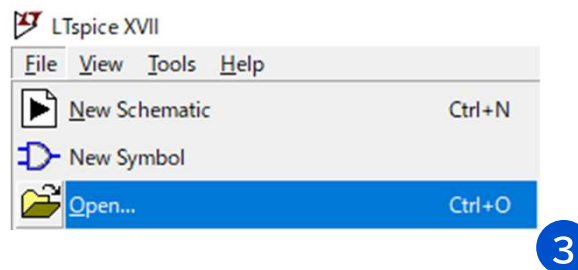 LTspice XVII
File View Tools Help
New Schematic Ctrl+N
New Symbol
Open... Ctrl+O
3